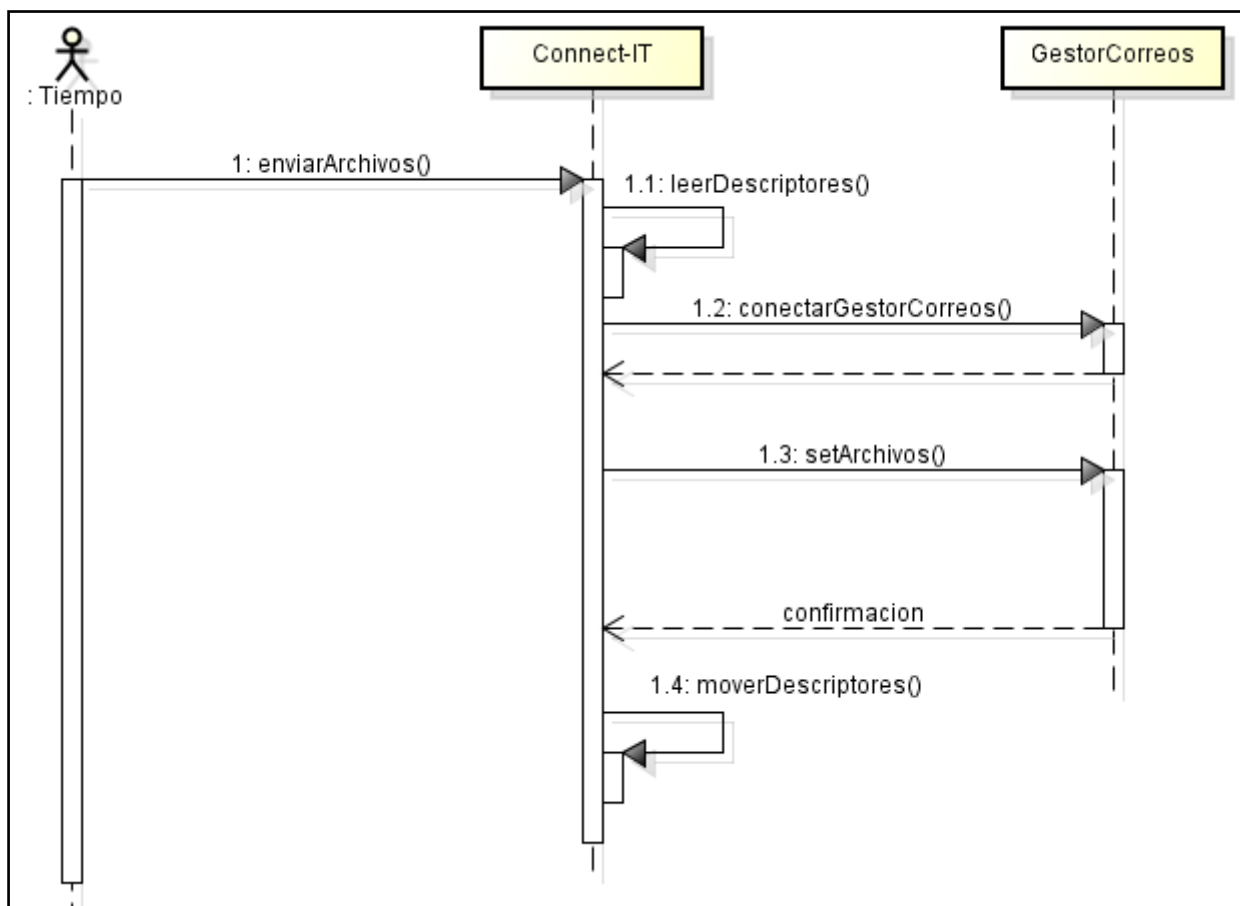 Connect-IT
GestorCorreos
: Tiempo
1: enviarArchivos()
1.1: leerDescriptores()
1.2: conectarGestorCorreos()
1.3: setArchivos()
confirmacion
1.4: moverDescriptores()